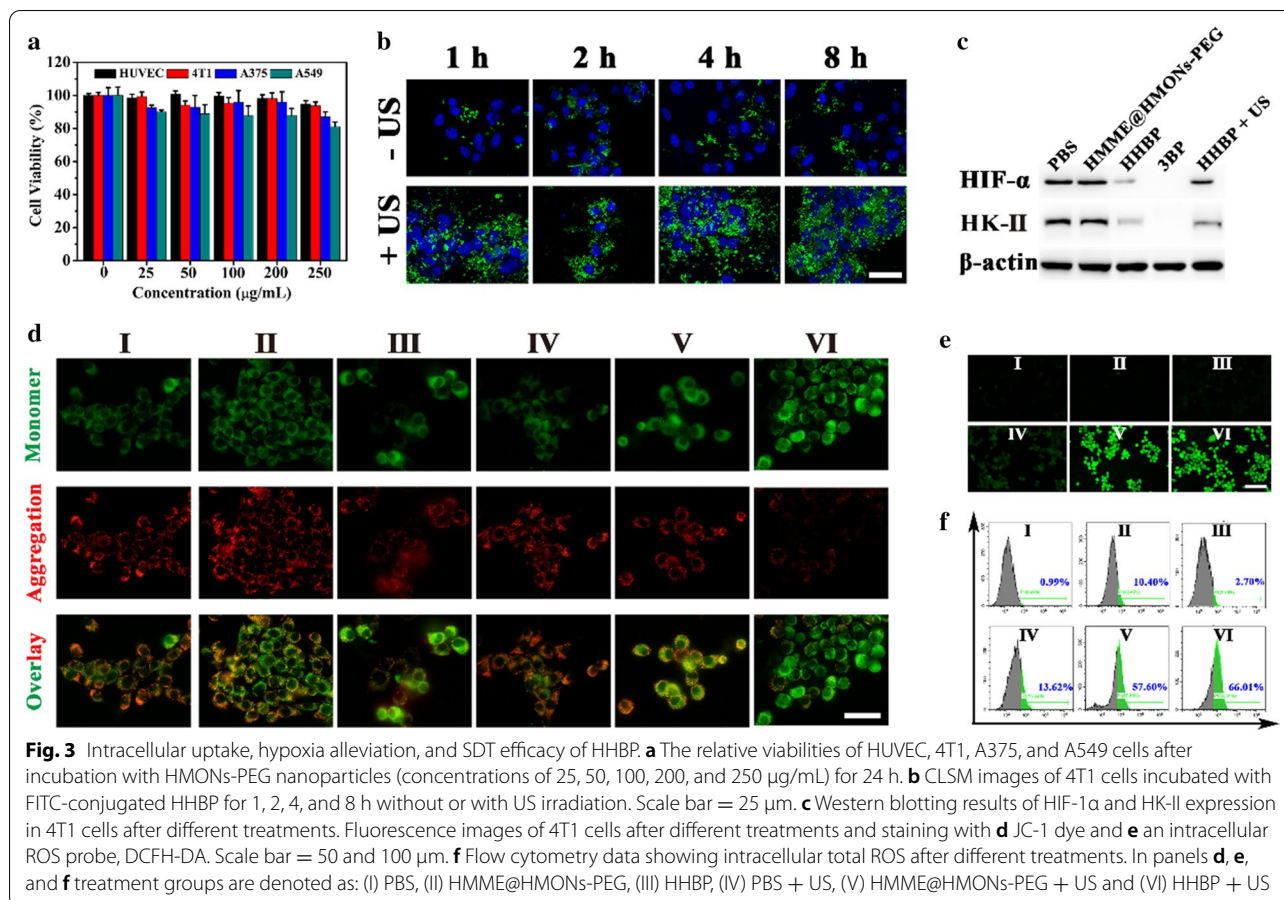 a
120
100
80
60
40
20
0
Cell Viability (%)
HUVEC 4T1 A375 A549
0 25 50 100 200 250
Concentration (μg/mL)
b
1 h 2 h 4 h 8 h
- US
+ US
c
PBS
HMME@HMONs-PEG
HHBP
3BP
HHBP + US
HIF-α
HK-II
β-actin
d
I II III IV V VI
Monomer
Aggregation
Overlay
e
I II III
IV V VI
f
I II III
0.99% 10.40% 2.70%
IV V VI
13.62% 57.60% 66.01%
Fig. 3 Intracellular uptake, hypoxia alleviation, and SDT efficacy of HHBP. a The relative viabilities of HUVEC, 4T1, A375, and A549 cells after
incubation with HMONs-PEG nanoparticles (concentrations of 25, 50, 100, 200, and 250 μg/mL) for 24 h. b CLSM images of 4T1 cells incubated with
FITC-conjugated HHBP for 1, 2, 4, and 8 h without or with US irradiation. Scale bar = 25 μm. c Western blotting results of HIF-1α and HK-II expression
in 4T1 cells after different treatments. Fluorescence images of 4T1 cells after different treatments and staining with d JC-1 dye and e an intracellular
ROS probe, DCFH-DA. Scale bar = 50 and 100 μm. f Flow cytometry data showing intracellular total ROS after different treatments. In panels d, e,
and f treatment groups are denoted as: (I) PBS, (II) HMME@HMONs-PEG, (III) HHBP, (IV) PBS + US, (V) HMME@HMONs-PEG + US and (VI) HHBP + US